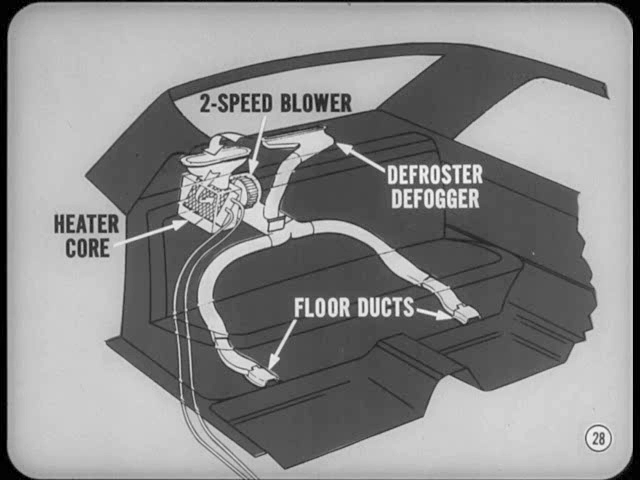 2-SPEED BLOWER
DEFROSTER
DEFOGGER
HEATER
CORE
FLOOR DUCTS
28